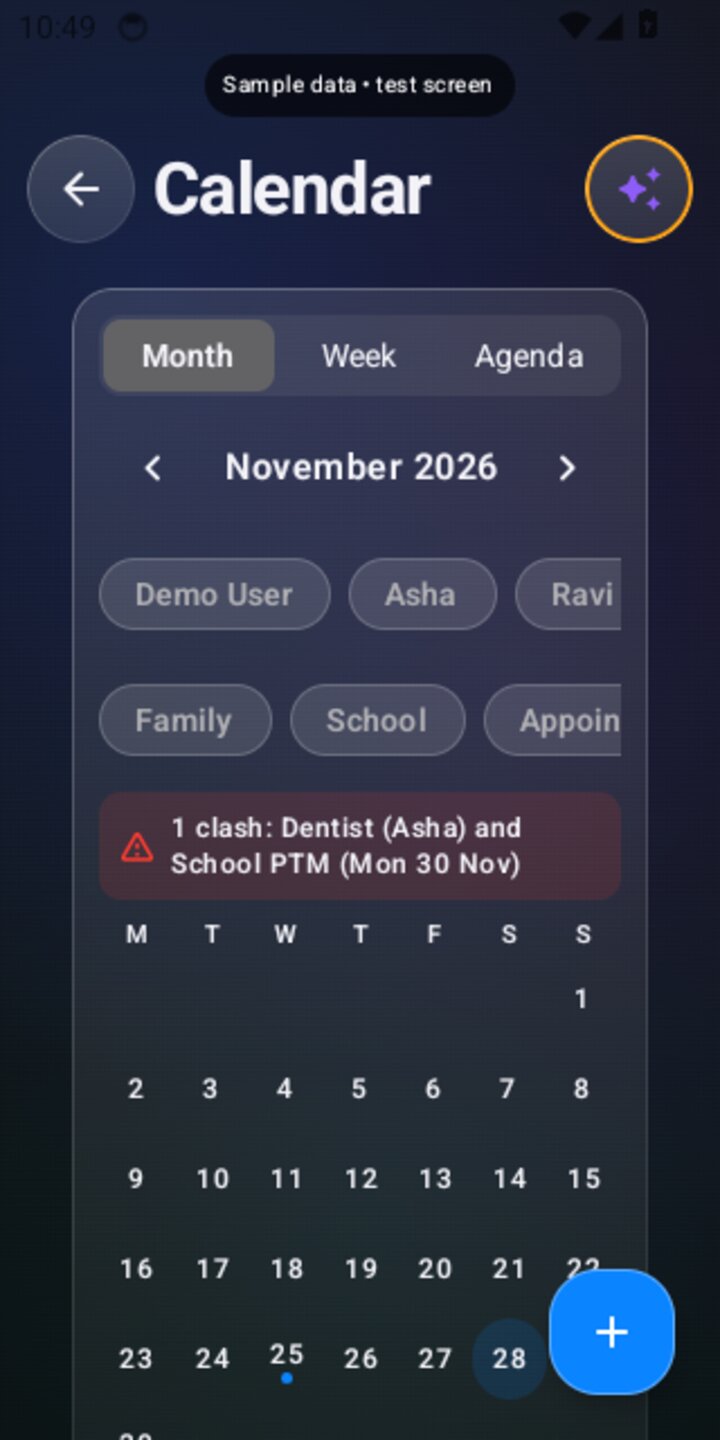 10:49
Sample data • test screen
Calendar
Month Week Agenda
November 2026
Demo User Asha Ravi
Family School Appoin
1 clash: Dentist (Asha) and
School PTM (Mon 30 Nov)
M T W T F S S
1
2 3 4 5 6 7 8
9 10 11 12 13 14 15
16 17 18 19 20 21 22
23 24 25 26 27 28